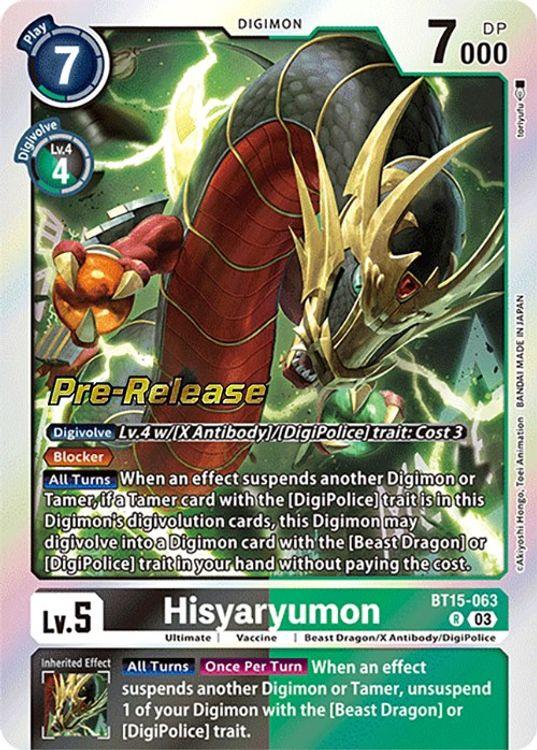 Play
7
DIGIMON
7000
DP
Digivolve
Lv.4
4
toriyufu
Pre-Release
©Akiyoshi Hongo, Toei Animation BANDAI MADE IN JAPAN
Digivolve Lv.4 w/[X Antibody]/[DigiPolice] trait: Cost 3
Blocker
All Turns When an effect suspends another Digimon or
Tamer, if a Tamer card with the [DigiPolice] trait is in this
Digimon's digivolution cards, this Digimon may
digivolve into a Digimon card with the [Beast Dragon] or
[DigiPolice] trait in your hand without paying the cost.
Lv.5
Hisyaryumon
BT15-063
R 03
Ultimate | Vaccine | Beast Dragon/X Antibody/DigiPolice
Inherited Effect
All Turns Once Per Turn When an effect
suspends another Digimon or Tamer, unsuspend
1 of your Digimon with the [Beast Dragon] or
[DigiPolice] trait.